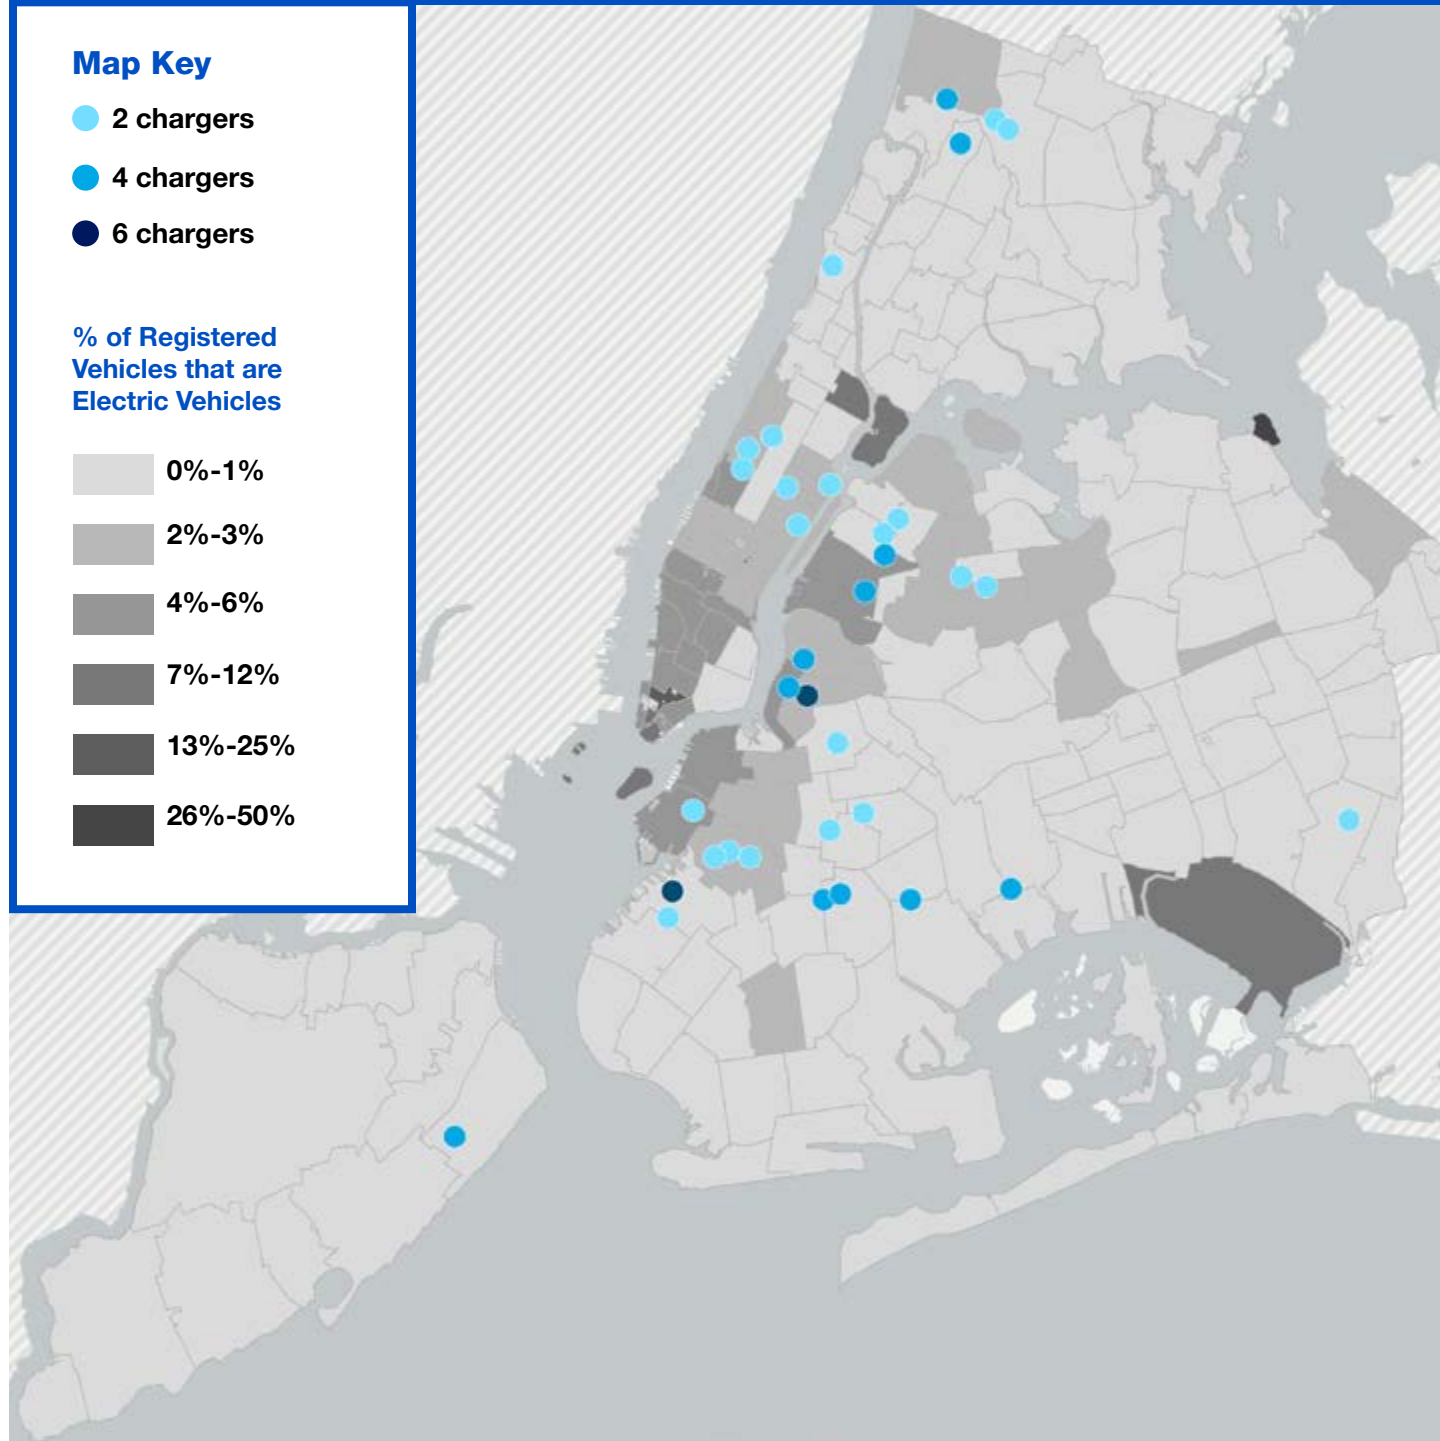 Map Key
2 chargers
4 chargers
6 chargers
% of Registered
Vehicles that are
Electric Vehicles
0%-1%
2%-3%
4%-6%
7%-12%
13%-25%
26%-50%